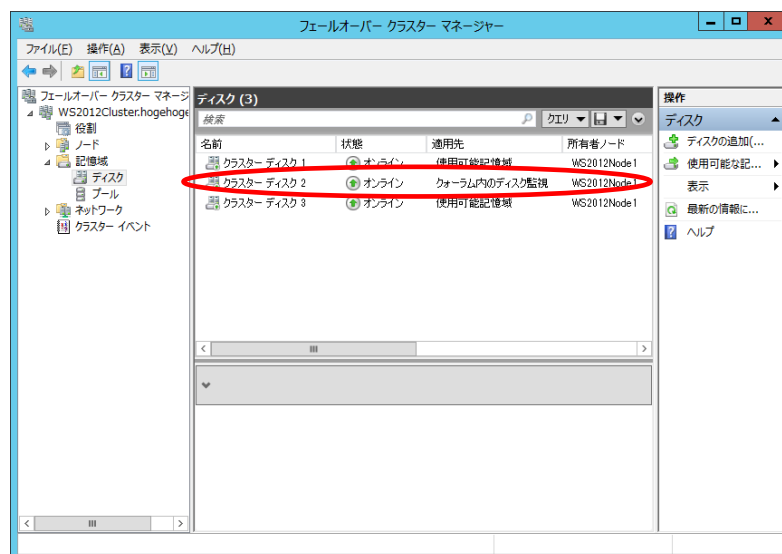 フェールオーバー クラスター マネージャー
ファイル(F) 操作(A) 表示(V) ヘルプ(H)
フェールオーバー クラスター マネージ
WS2012Cluster.hogehoge
役割
ノード
記憶域
ディスク
プール
ネットワーク
クラスター イベント
ディスク (3)
検索 クエリ
名前 状態 適用先 所有者ノード
クラスター ディスク 1 オンライン 使用可能記憶域 WS2012Node1
クラスター ディスク 2 オンライン クォーラム内のディスク監視 WS2012Node1
クラスター ディスク 3 オンライン 使用可能記憶域 WS2012Node1
操作
ディスク
ディスクの追加(...
使用可能な記...
表示
最新の情報に...
ヘルプ